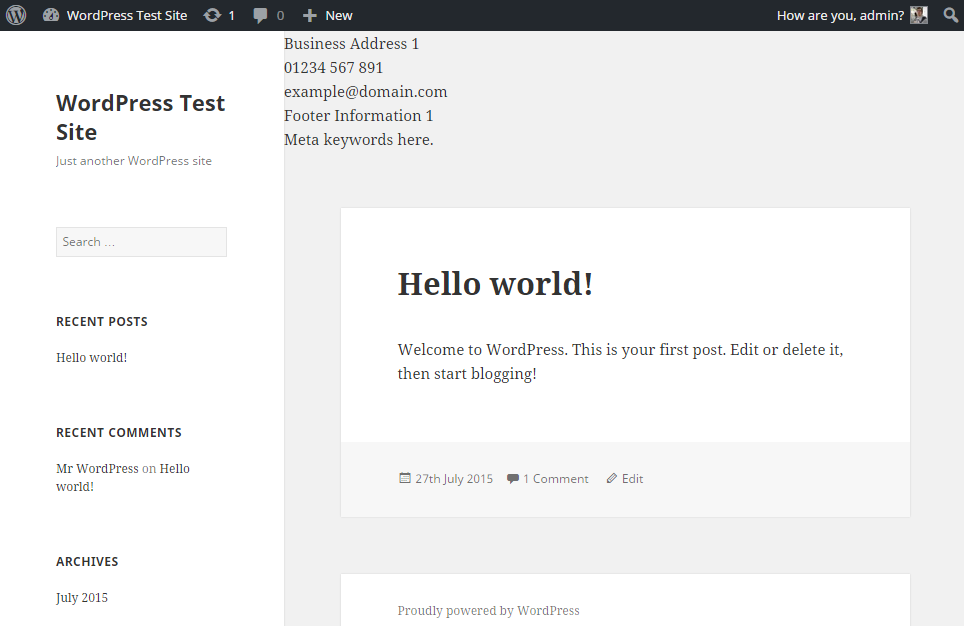 WordPress Test Site 1 0 New How are you, admin?
WordPress Test
Site
Just another WordPress site
Search ...
RECENT POSTS
Hello world!
RECENT COMMENTS
Mr WordPress on Hello
world!
ARCHIVES
July 2015
Business Address 1
01234 567 891
example@domain.com
Footer Information 1
Meta keywords here.
Hello world!
Welcome to WordPress. This is your first post. Edit or delete it,
then start blogging!
27th July 2015 1 Comment Edit
Proudly powered by WordPress